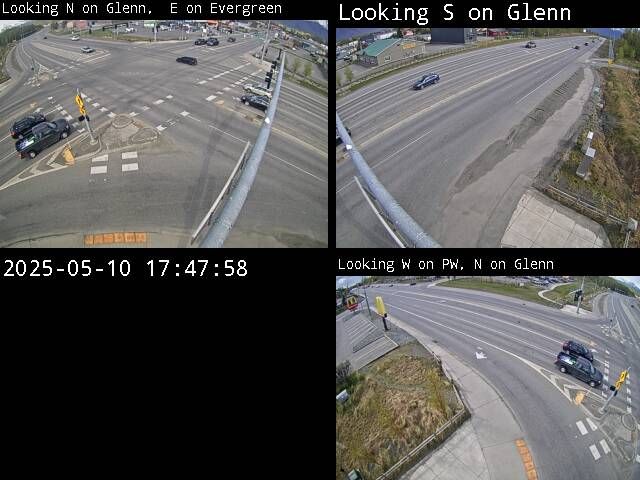 Looking N on Glenn,  E on Evergreen
Looking S on Glenn
2025-05-10 17:47:58
Looking W on PW, N on Glenn